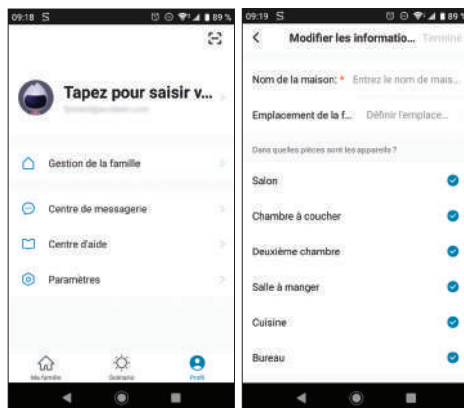 09:18 S 89 %
Tapez pour saisir v...
Gestion de la famille
Centre de messagerie
Centre d'aide
Paramètres
Ma famille Scénario Profil
09:19 S 89 %
Modifier les informatio... Terminé
Nom de la maison: * Entrez le nom de mais...
Emplacement de la f... Définir l'emplace...
Dans quelles pièces sont les appareils ?
Salon
Chambre à coucher
Deuxième chambre
Salle à manger
Cuisine
Bureau